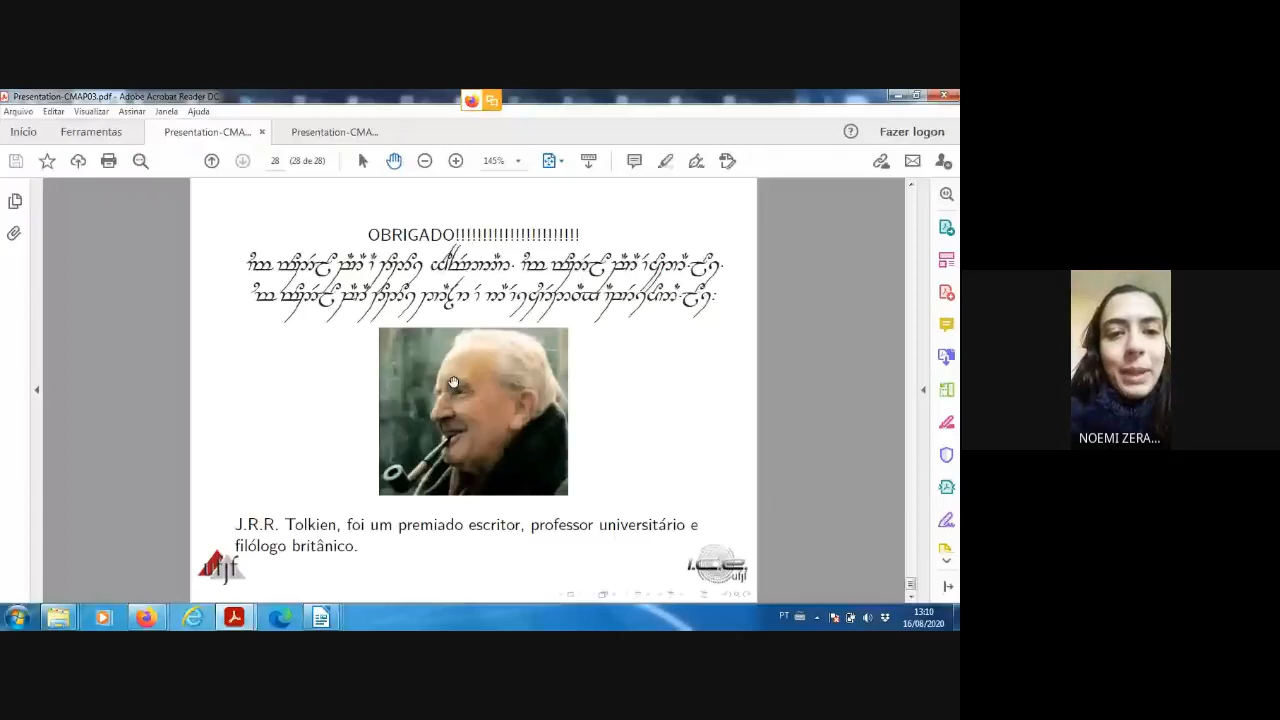 Presentation-CMAP03.pdf - Adobe Acrobat Reader DC
Arquivo Editar Visualizar Assinar Janela Ajuda
Início Ferramentas Presentation-CMA... × Presentation-CMA... Fazer logon
28 (28 de 28) 145%
OBRIGADO!!!!!!!!!!!!!!!!!!!!!!!
J.R.R. Tolkien, foi um premiado escritor, professor universitário e
filólogo britânico.
ufjf
i.c.e.
ufjf
NOEMI ZERA...
PT
13:10
16/08/2020